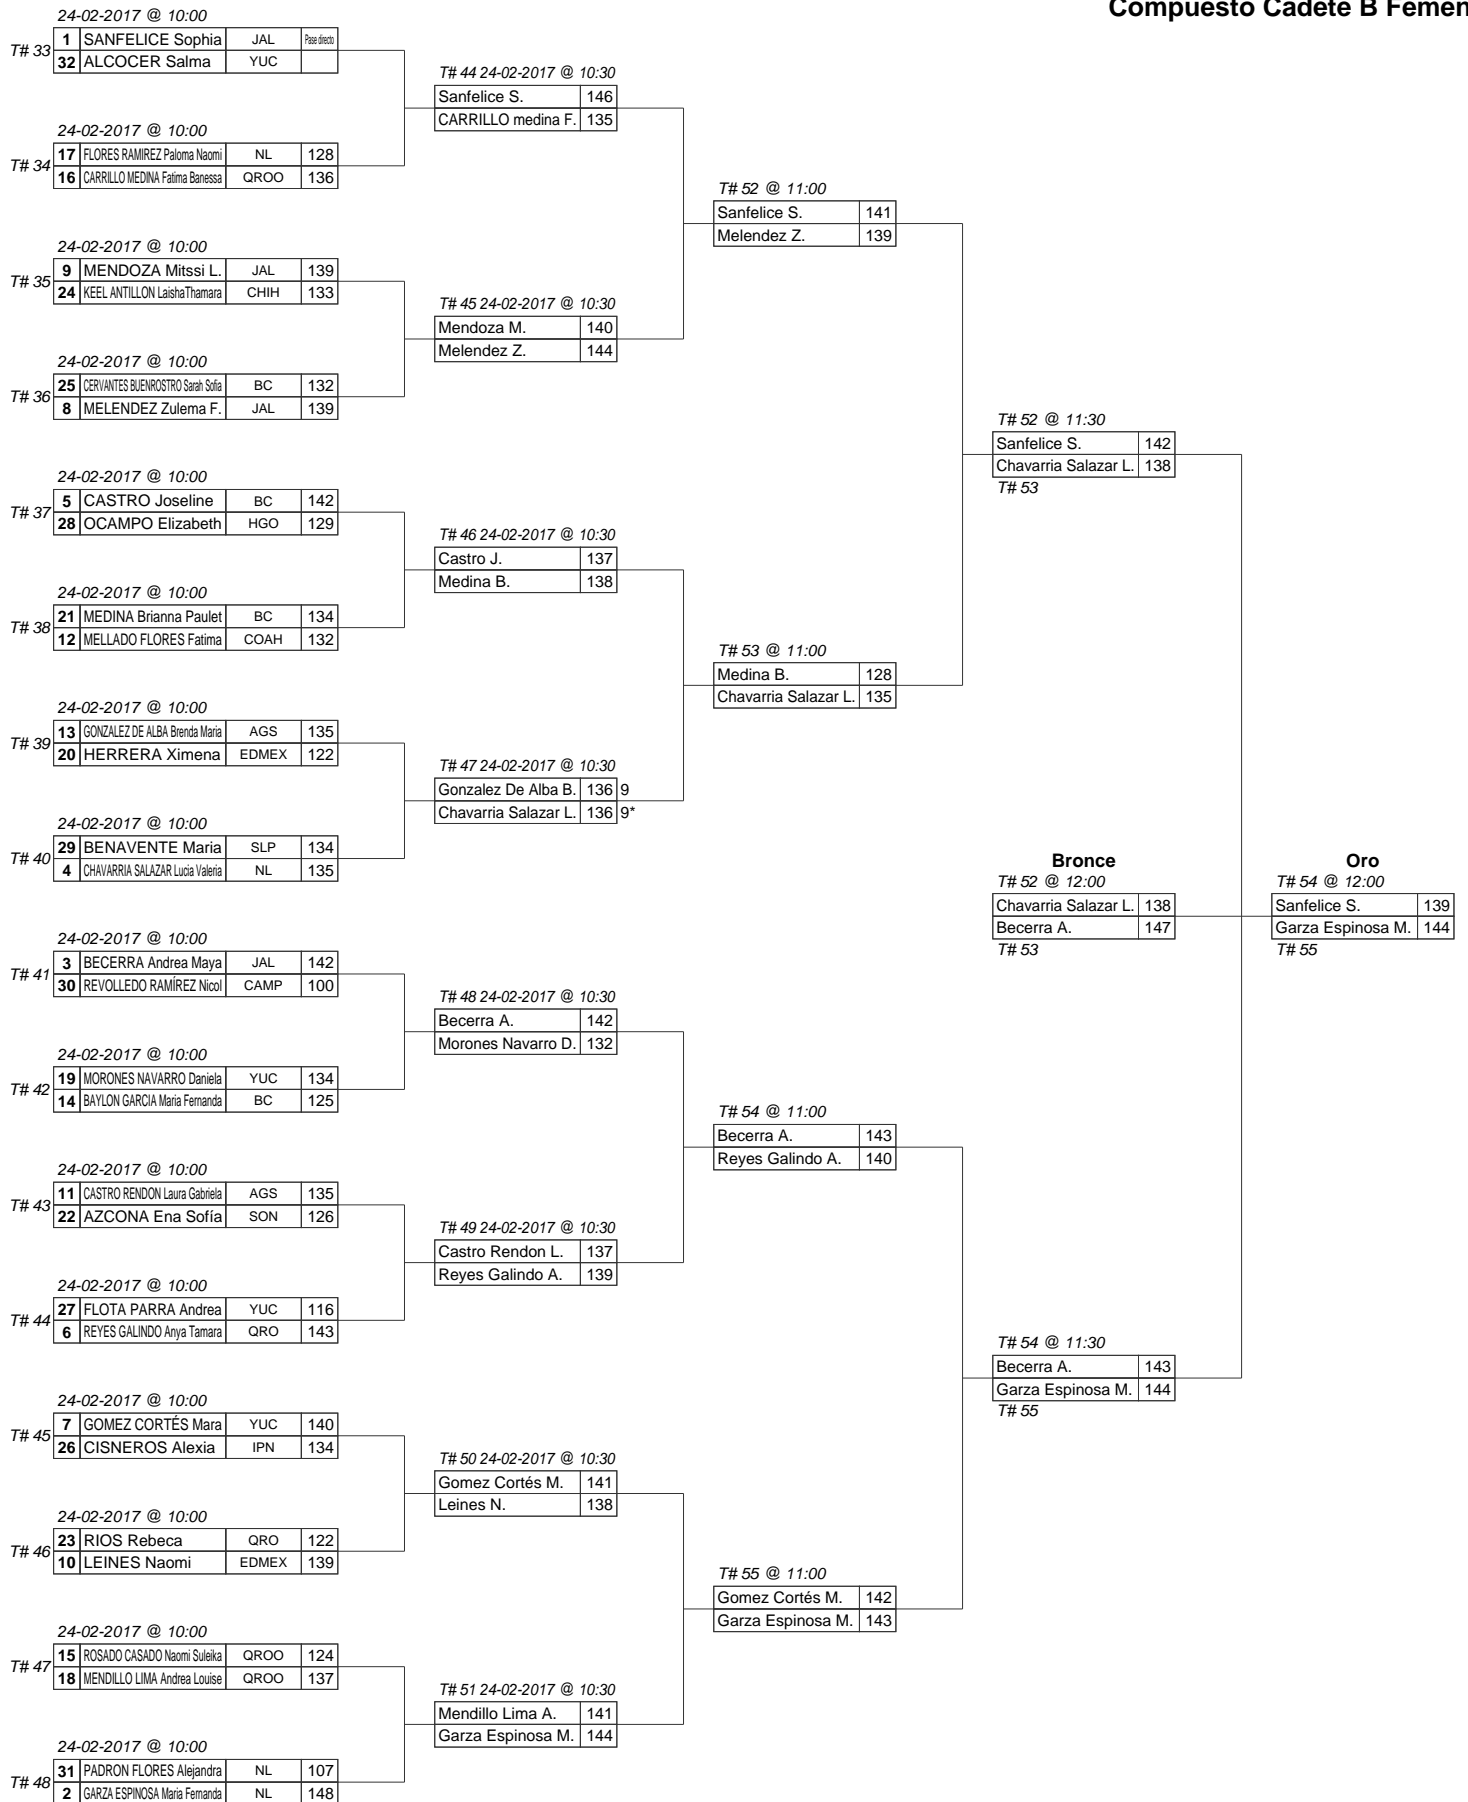 Compuesto Cadete B Femen
24-02-2017 @ 10:00
T# 33
1 SANFELICE Sophia JAL Pase directo
32 ALCOCER Salma YUC
24-02-2017 @ 10:00
T# 34
17 FLORES RAMIREZ Paloma Naomi NL 128
16 CARRILLO MEDINA Fatima Banessa QROO 136
24-02-2017 @ 10:00
T# 35
9 MENDOZA Mitssi L. JAL 139
24 KEEL ANTILLON LaishaThamara CHIH 133
24-02-2017 @ 10:00
T# 36
25 CERVANTES BUENROSTRO Sarah Sofia BC 132
8 MELENDEZ Zulema F. JAL 139
24-02-2017 @ 10:00
T# 37
5 CASTRO Joseline BC 142
28 OCAMPO Elizabeth HGO 129
24-02-2017 @ 10:00
T# 38
21 MEDINA Brianna Paulet BC 134
12 MELLADO FLORES Fatima COAH 132
24-02-2017 @ 10:00
T# 39
13 GONZALEZ DE ALBA Brenda Maria AGS 135
20 HERRERA Ximena EDMEX 122
24-02-2017 @ 10:00
T# 40
29 BENAVENTE Maria SLP 134
4 CHAVARRIA SALAZAR Lucia Valeria NL 135
24-02-2017 @ 10:00
T# 41
3 BECERRA Andrea Maya JAL 142
30 REVOLLEDO RAMÍREZ Nicol CAMP 100
24-02-2017 @ 10:00
T# 42
19 MORONES NAVARRO Daniela YUC 134
14 BAYLON GARCIA Maria Fernanda BC 125
24-02-2017 @ 10:00
T# 43
11 CASTRO RENDON Laura Gabriela AGS 135
22 AZCONA Ena Sofía SON 126
24-02-2017 @ 10:00
T# 44
27 FLOTA PARRA Andrea YUC 116
6 REYES GALINDO Anya Tamara QRO 143
24-02-2017 @ 10:00
T# 45
7 GOMEZ CORTÉS Mara YUC 140
26 CISNEROS Alexia IPN 134
24-02-2017 @ 10:00
T# 46
23 RIOS Rebeca QRO 122
10 LEINES Naomi EDMEX 139
24-02-2017 @ 10:00
T# 47
15 ROSADO CASADO Naomi Suleika QROO 124
18 MENDILLO LIMA Andrea Louise QROO 137
24-02-2017 @ 10:00
T# 48
31 PADRON FLORES Alejandra NL 107
2 GARZA ESPINOSA Maria Fernanda NL 148
T# 44 24-02-2017 @ 10:30
Sanfelice S. 146
CARRILLO medina F. 135
T# 45 24-02-2017 @ 10:30
Mendoza M. 140
Melendez Z. 144
T# 46 24-02-2017 @ 10:30
Castro J. 137
Medina B. 138
T# 47 24-02-2017 @ 10:30
Gonzalez De Alba B. 136 9
Chavarria Salazar L. 136 9*
T# 48 24-02-2017 @ 10:30
Becerra A. 142
Morones Navarro D. 132
T# 49 24-02-2017 @ 10:30
Castro Rendon L. 137
Reyes Galindo A. 139
T# 50 24-02-2017 @ 10:30
Gomez Cortés M. 141
Leines N. 138
T# 51 24-02-2017 @ 10:30
Mendillo Lima A. 141
Garza Espinosa M. 144
T# 52 @ 11:00
Sanfelice S. 141
Melendez Z. 139
T# 53 @ 11:00
Medina B. 128
Chavarria Salazar L. 135
T# 54 @ 11:00
Becerra A. 143
Reyes Galindo A. 140
T# 55 @ 11:00
Gomez Cortés M. 142
Garza Espinosa M. 143
T# 52 @ 11:30
Sanfelice S. 142
Chavarria Salazar L. 138
T# 53
Bronce
T# 52 @ 12:00
Chavarria Salazar L. 138
Becerra A. 147
T# 53
T# 54 @ 11:30
Becerra A. 143
Garza Espinosa M. 144
T# 55
Oro
T# 54 @ 12:00
Sanfelice S. 139
Garza Espinosa M. 144
T# 55